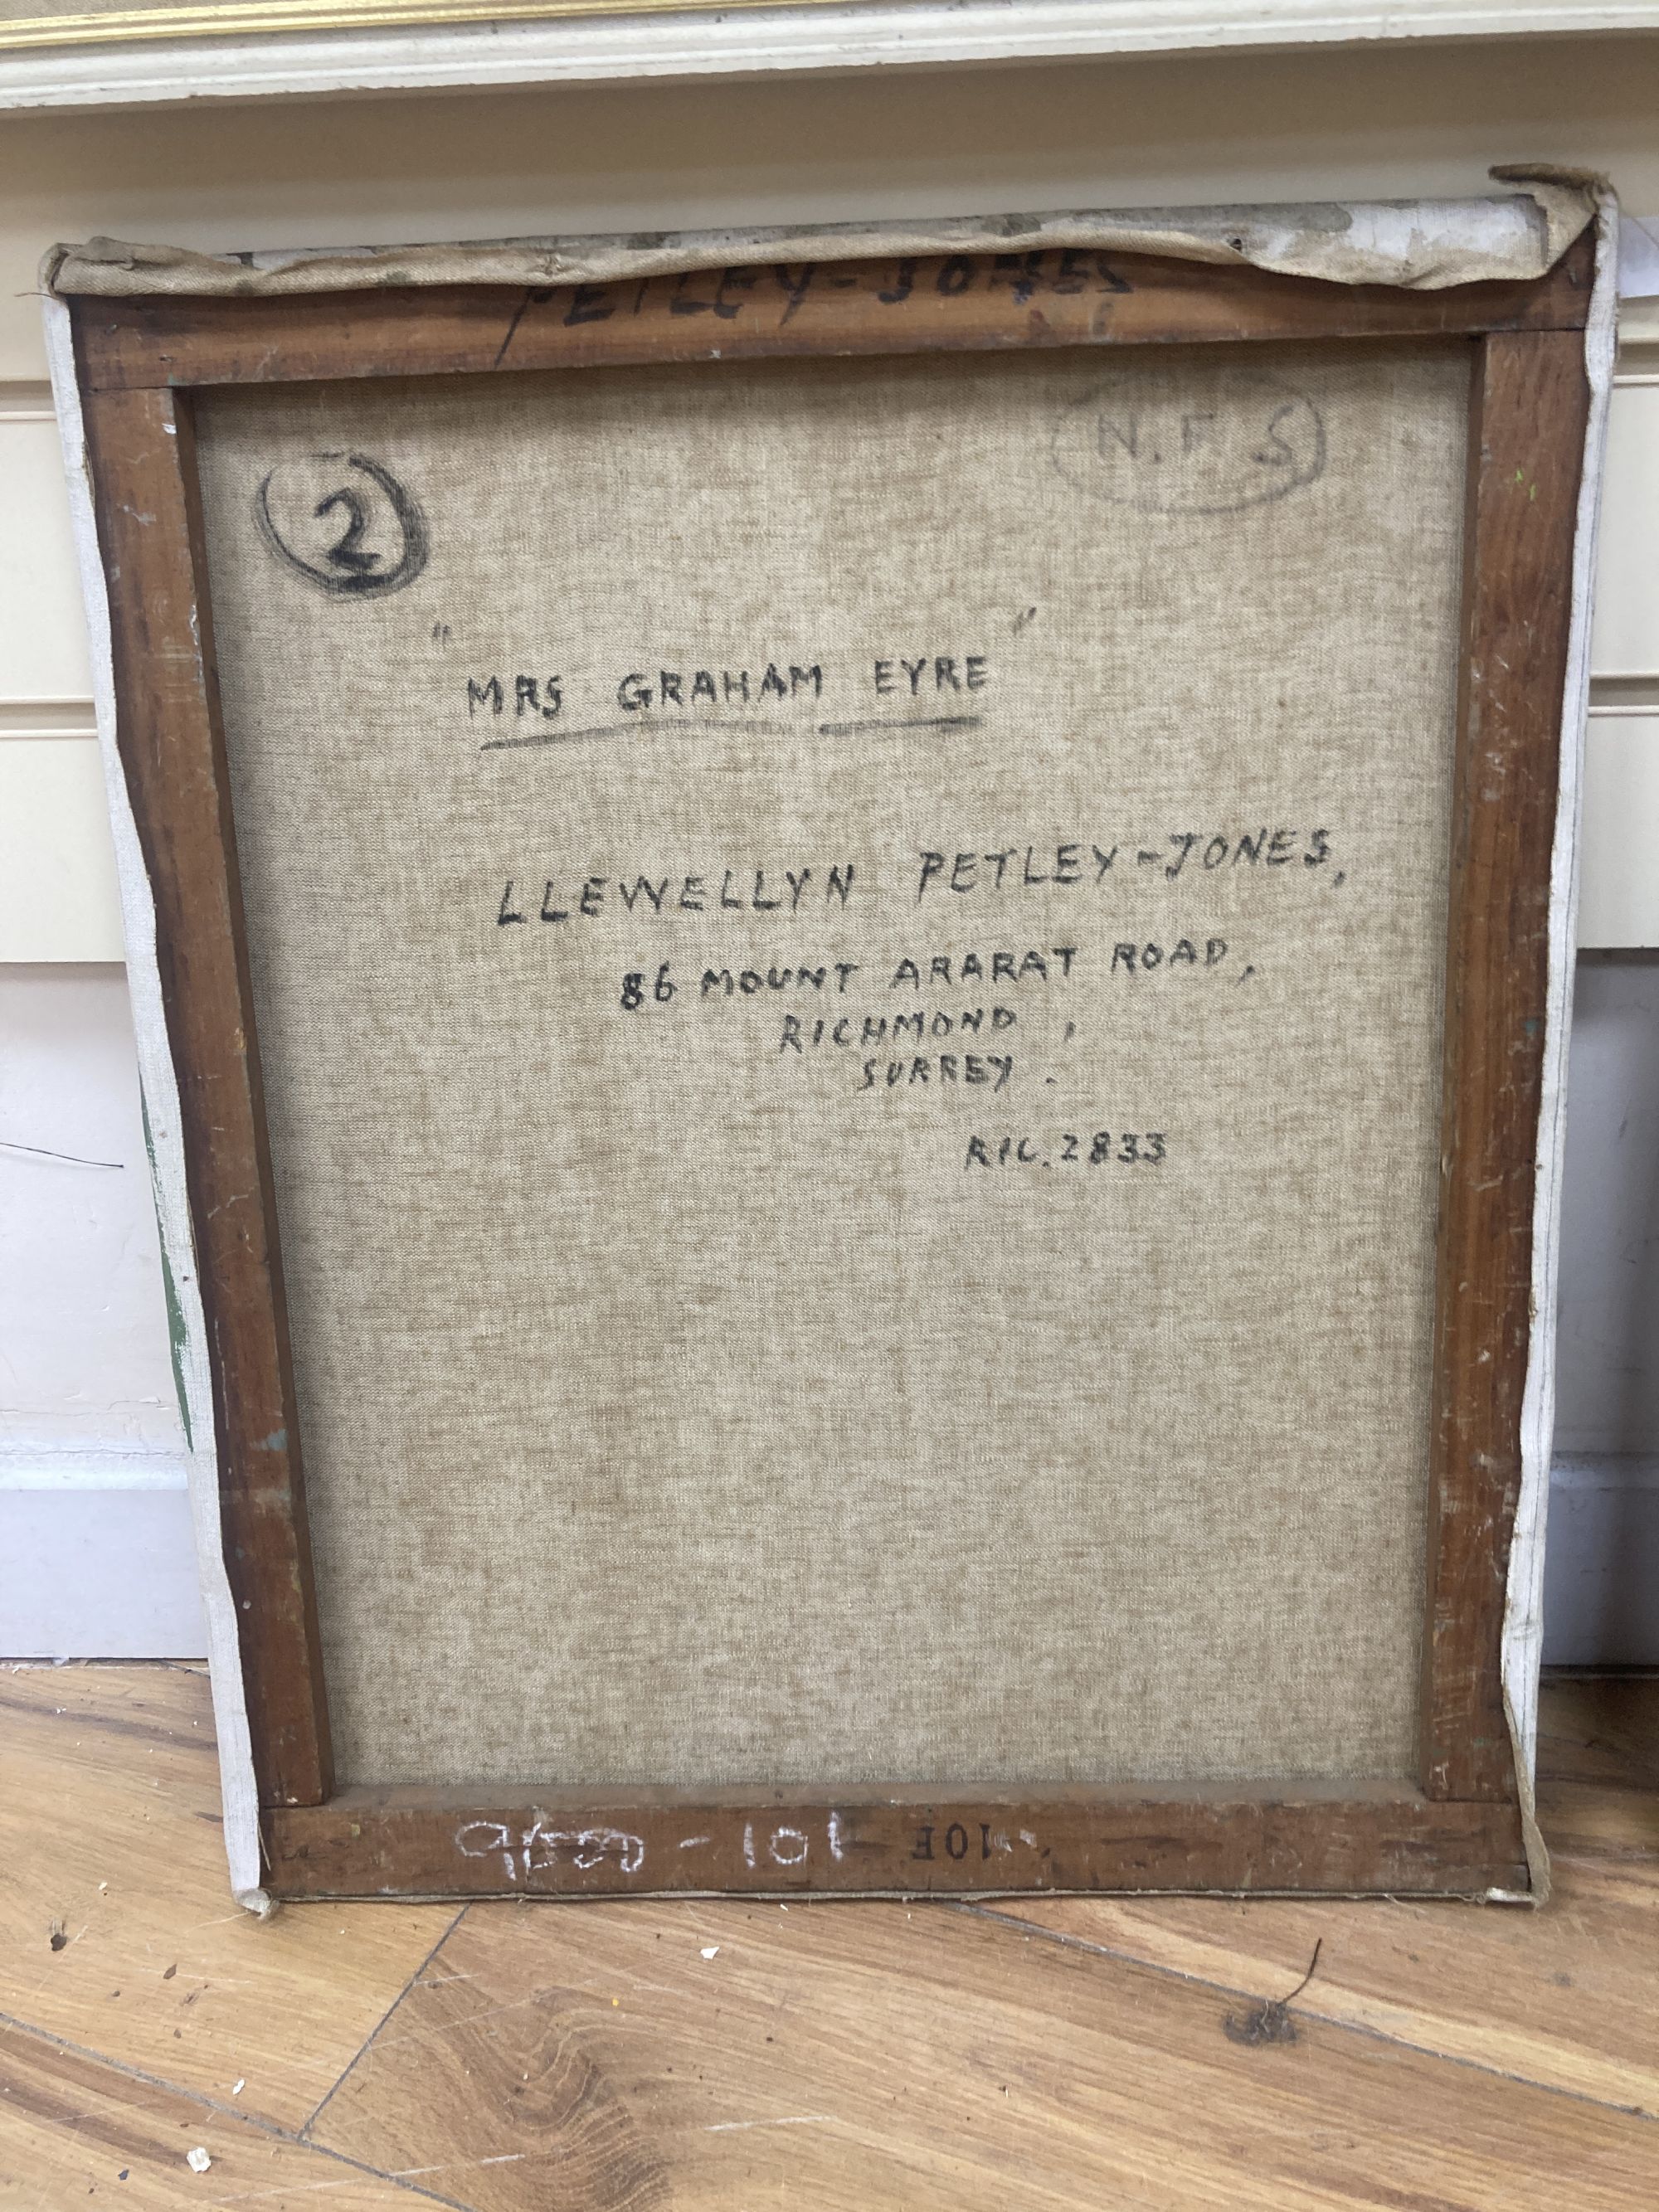 PETLEY-JONES
N.F.S
2
"MRS GRAHAM EYRE"
LLEWELLYN PETLEY-JONES,
86 MOUNT ARARAT ROAD,
RICHMOND,
SURREY.
RIC. 2833
- 101